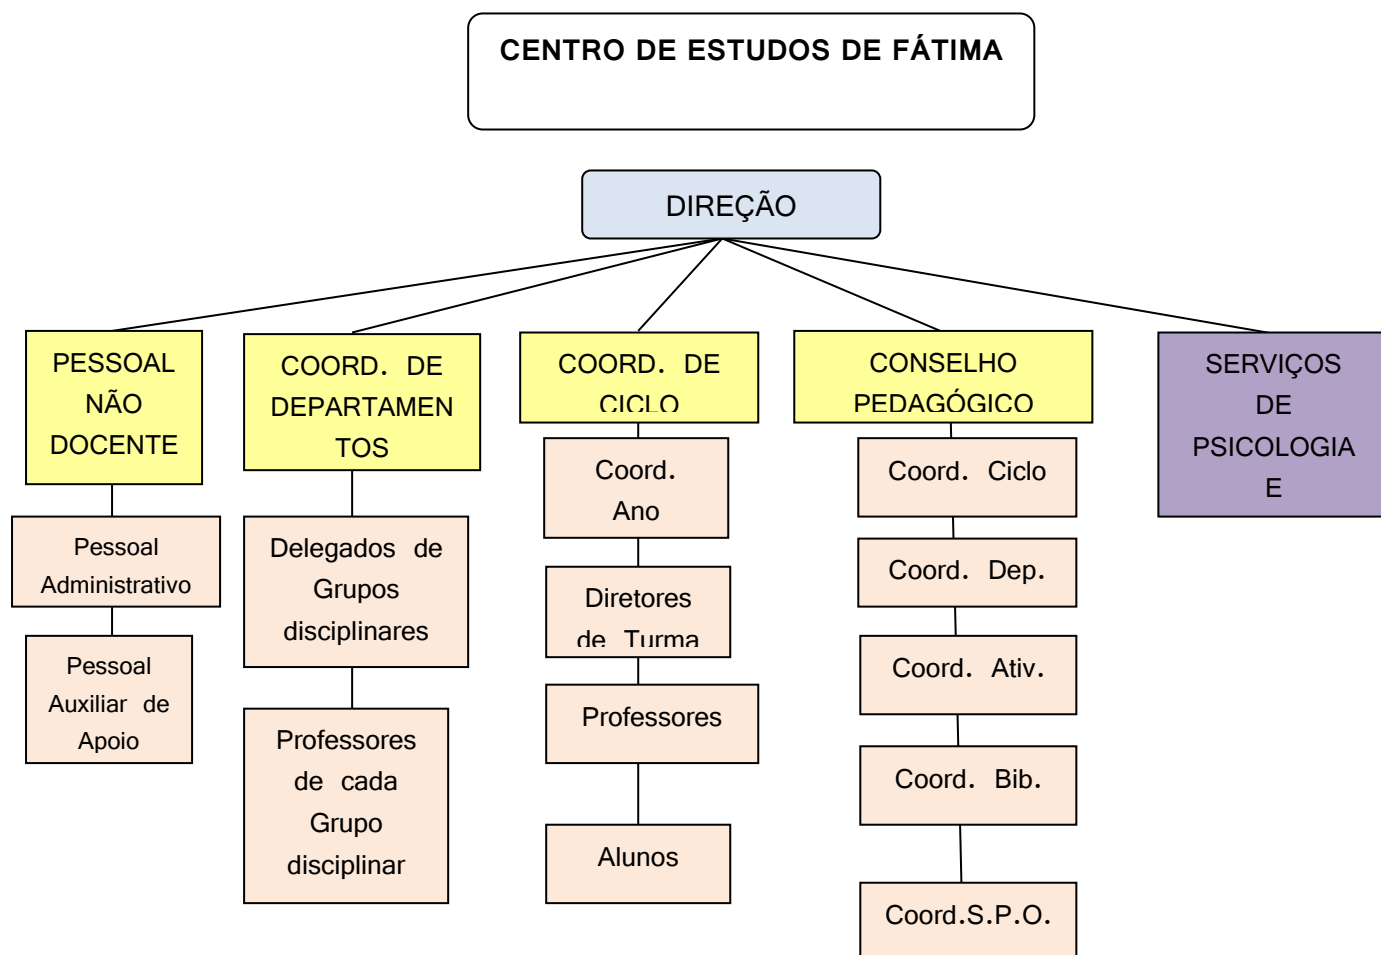 CENTRO DE ESTUDOS DE FÁTIMA
DIREÇÃO
PESSOAL
NÃO
DOCENTE
Pessoal
Administrativo
Pessoal
Auxiliar de
Apoio
COORD. DE
DEPARTAMEN
TOS
Delegados de
Grupos
disciplinares
Professores
de cada
Grupo
disciplinar
COORD. DE
CICLO
Coord.
Ano
Diretores
de Turma
Professores
Alunos
CONSELHO
PEDAGÓGICO
Coord. Ciclo
Coord. Dep.
Coord. Ativ.
Coord. Bib.
Coord.S.P.O.
SERVIÇOS
DE
PSICOLOGIA
E